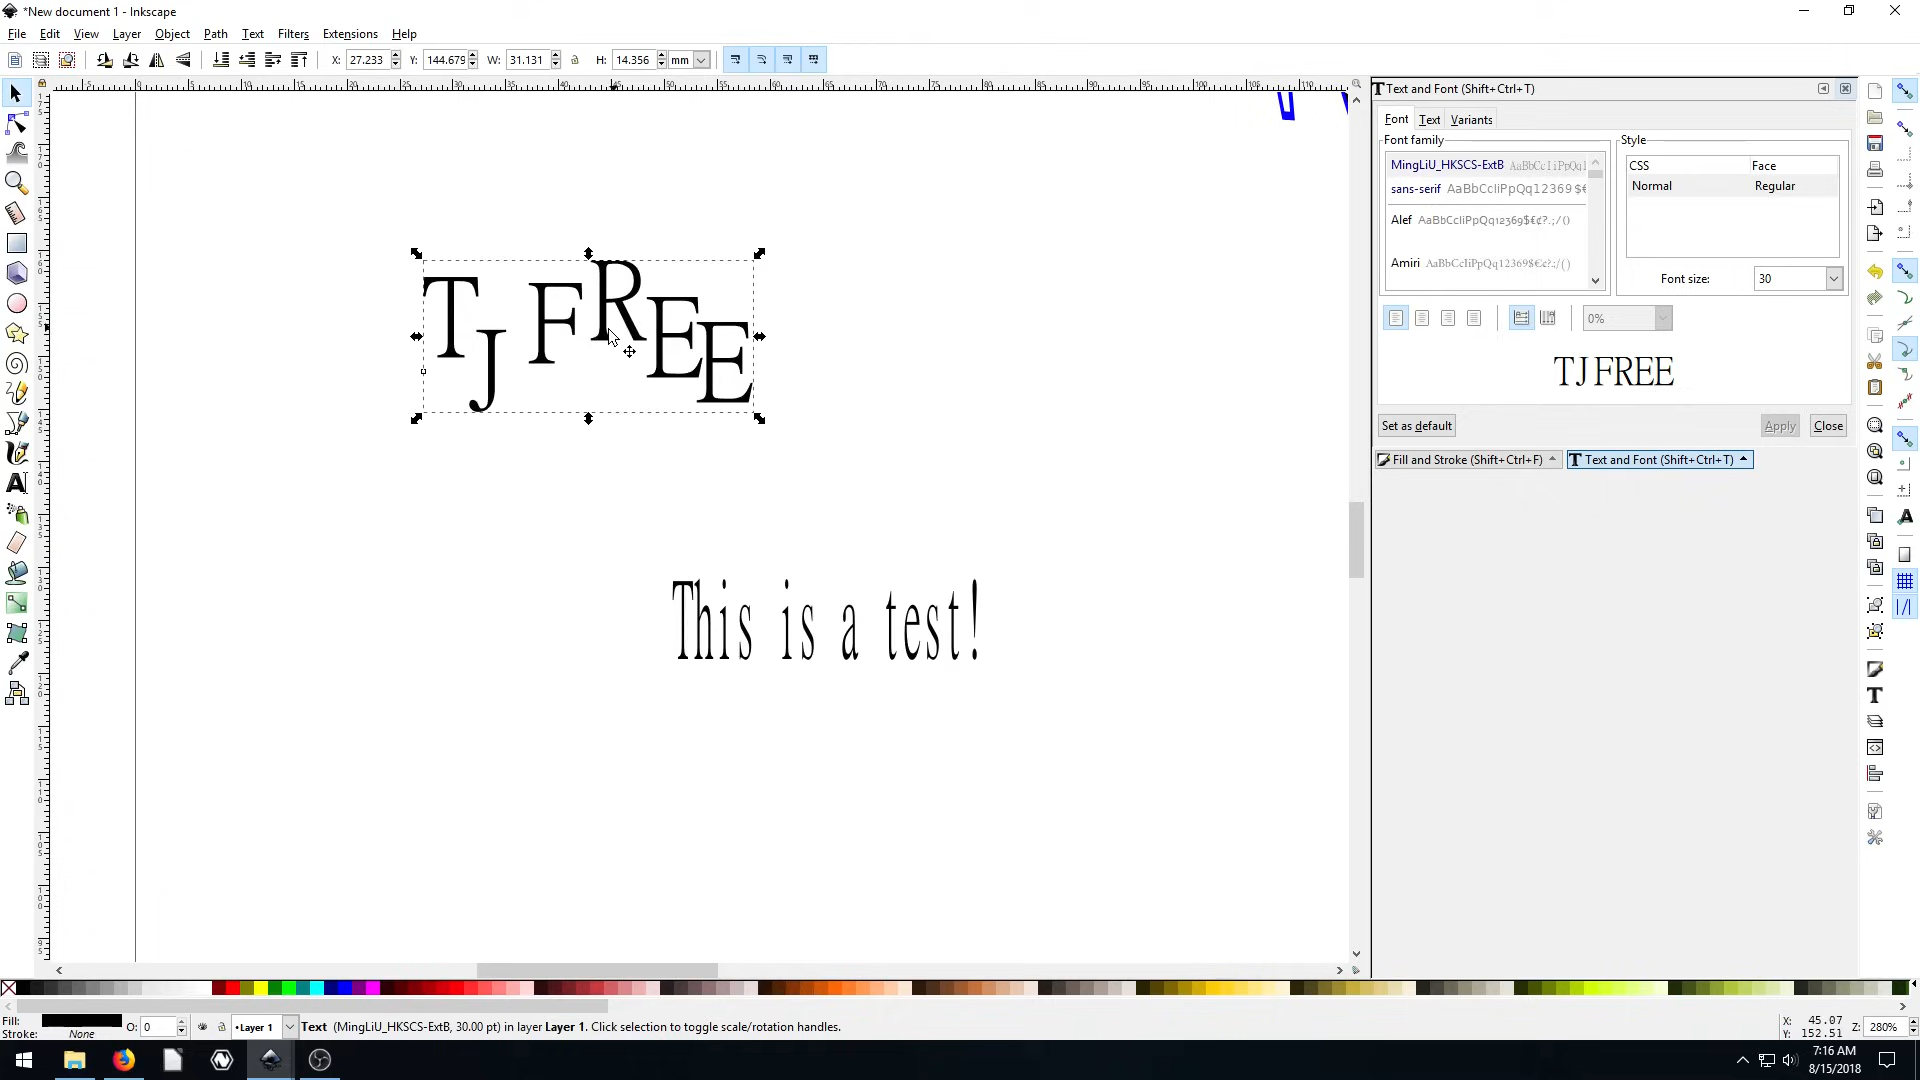 *New document 1 - Inkscape
File Edit View Layer Object Path Text Filters Extensions Help
X: 27.233 Y: 144.679 W: 31.131 H: 14.356 mm
Text and Font (Shift+Ctrl+T)
Font Text Variants
Font family
Style
MingLiU_HKSCS-ExtB AaBbCcIiPpQq
sans-serif AaBbCcIiPpQq12369$€
Alef AaBbCcIiPpQq12369$€¢?.;/()
Amiri AaBbCcIiPpQq12369$€¢?.;/()
CSS Face
Normal Regular
Font size: 30
0%
TJ FREE
Set as default Apply Close
Fill and Stroke (Shift+Ctrl+F) Text and Font (Shift+Ctrl+T)
TJ FREE
This is a test!
Fill:
Stroke: None
O: 0
•Layer 1
Text (MingLiU_HKSCS-ExtB, 30.00 pt) in layer Layer 1. Click selection to toggle scale/rotation handles.
X: 45.07
Y: 152.51
Z: 280%
7:16 AM
8/15/2018